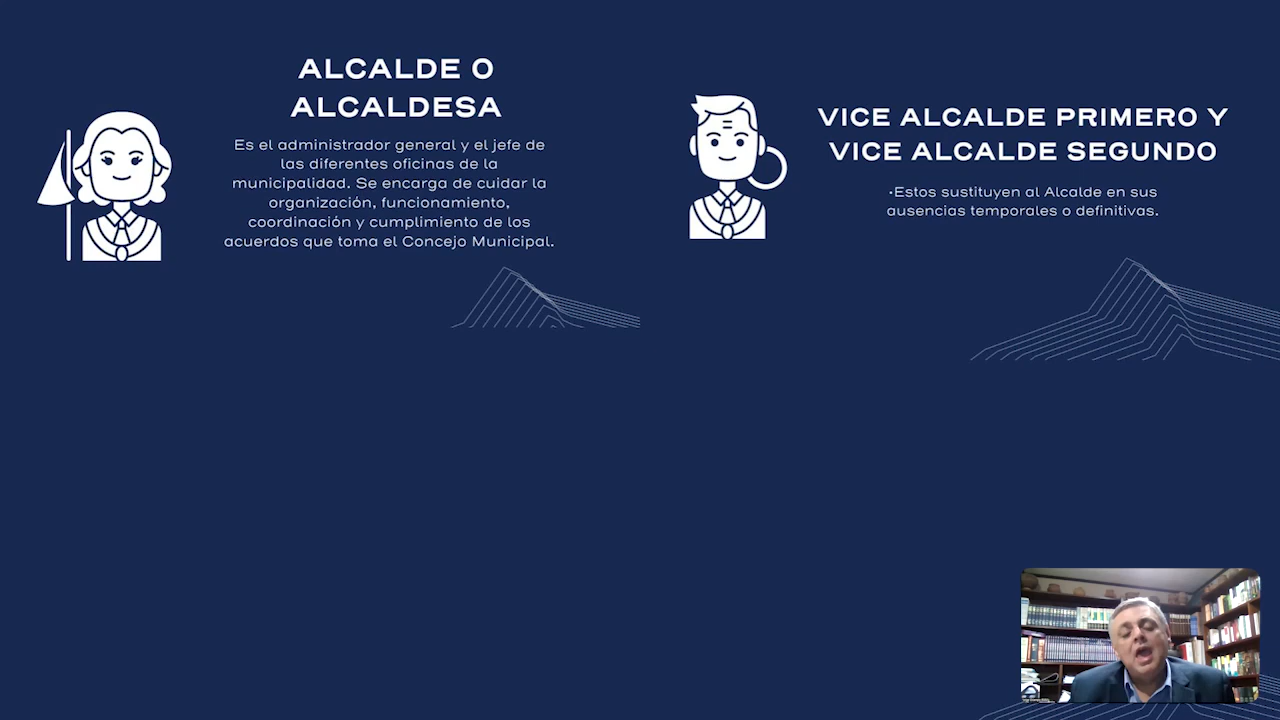 ALCALDE O
ALCALDESA
Es el administrador general y el jefe de
las diferentes oficinas de la
municipalidad. Se encarga de cuidar la
organización, funcionamiento,
coordinación y cumplimiento de los
acuerdos que toma el Concejo Municipal.
VICE ALCALDE PRIMERO Y
VICE ALCALDE SEGUNDO
•Estos sustituyen al Alcalde en sus
ausencias temporales o definitivas.